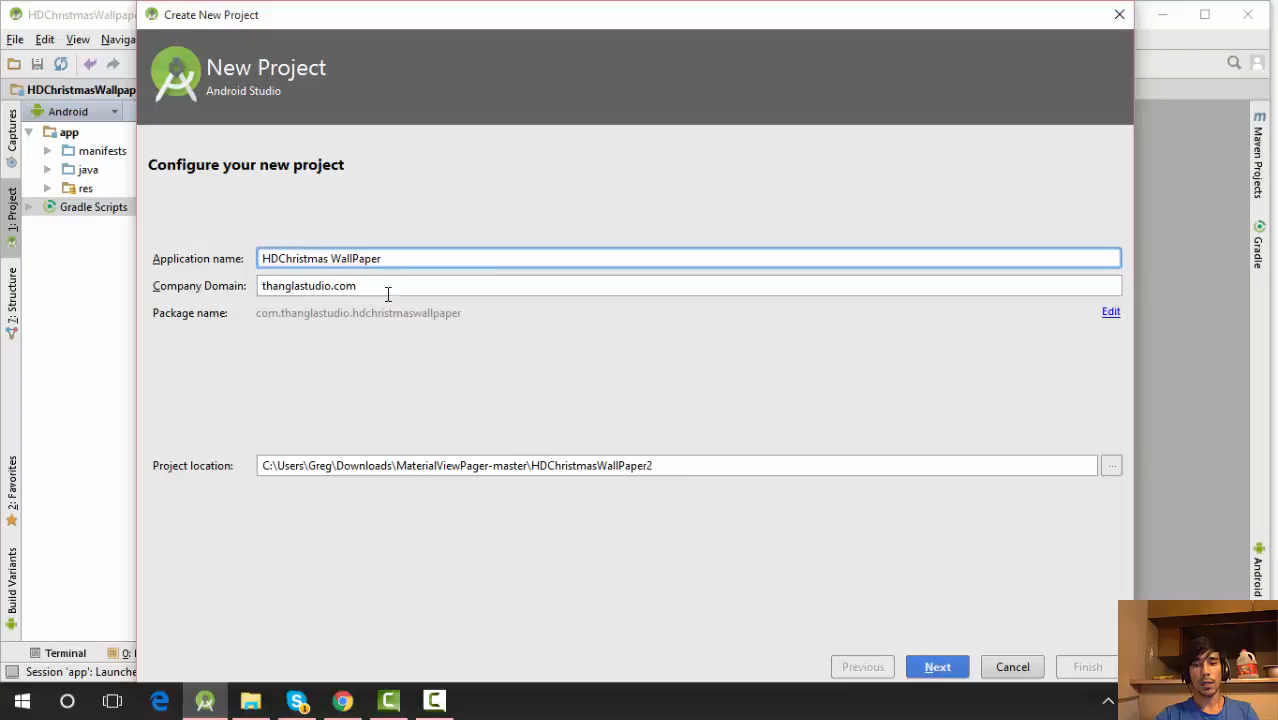 HDChristmasWallpape
Create New Project
File Edit View Naviga
New Project
Android Studio
HDChristmasWallpap
Android
app
manifests
java
res
Gradle Scripts
Captures
1: Project
7: Structure
2: Favorites
Build Variants
Maven Projects
Gradle
Android
Configure your new project
Application name: HDChristmas WallPaper
Company Domain: thanglastudio.com
Package name: com.thanglastudio.hdchristmaswallpaper Edit
Project location: C:\Users\Greg\Downloads\MaterialViewPager-master\HDChristmasWallPaper2 ...
Previous Next Cancel Finish
Terminal 0:
Session 'app': Launche